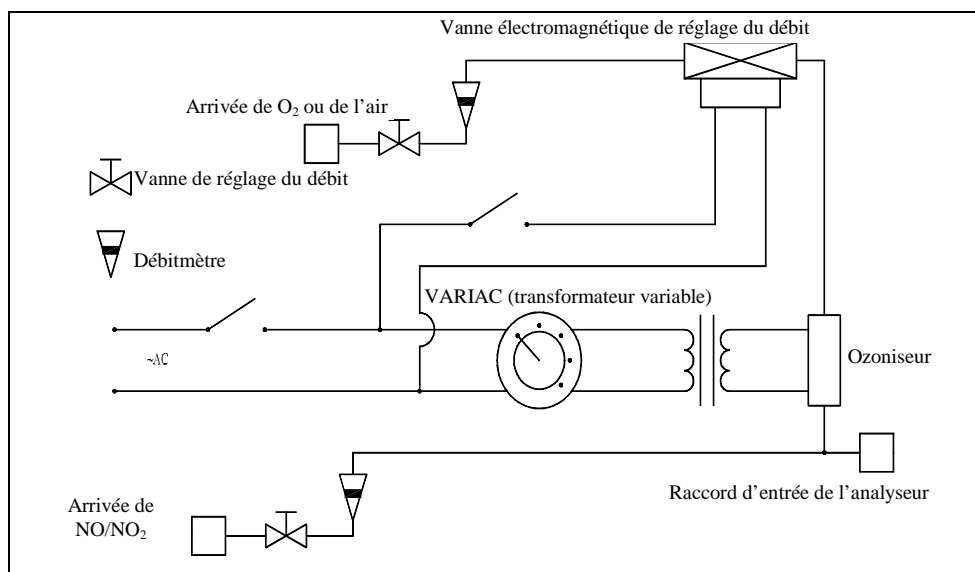 Vanne électromagnétique de réglage du débit
Arrivée de O₂ ou de l’air
Vanne de réglage du débit
Débitmètre
VARIAC (transformateur variable)
~AC
Ozoniseur
Raccord d’entrée de l’analyseur
Arrivée de
NO/NO₂